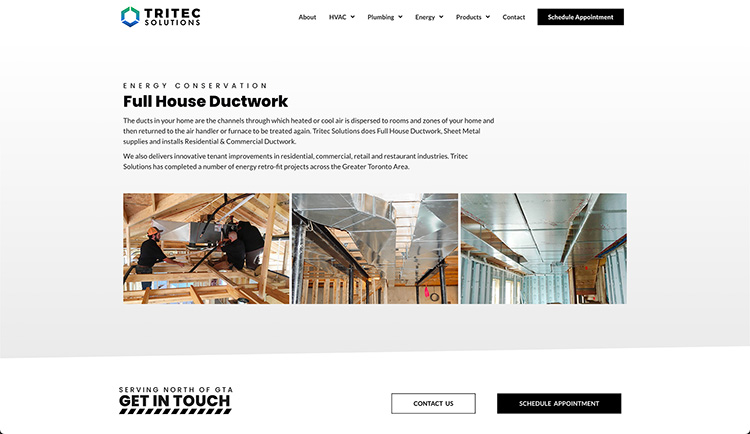 TRITEC
SOLUTIONS
About HVAC Plumbing Energy Products Contact Schedule Appointment
ENERGY CONSERVATION
Full House Ductwork
The ducts in your home are the channels through which heated or cool air is dispersed to rooms and zones of your home and
then returned to the air handler or furnace to be treated again. Tritec Solutions does Full House Ductwork, Sheet Metal
supplies and installs Residential & Commercial Ductwork.
We also delivers innovative tenant improvements in residential, commercial, retail and restaurant industries. Tritec
Solutions has completed a number of energy retro-fit projects across the Greater Toronto Area.
SERVING NORTH OF GTA
GET IN TOUCH
CONTACT US
SCHEDULE APPOINTMENT